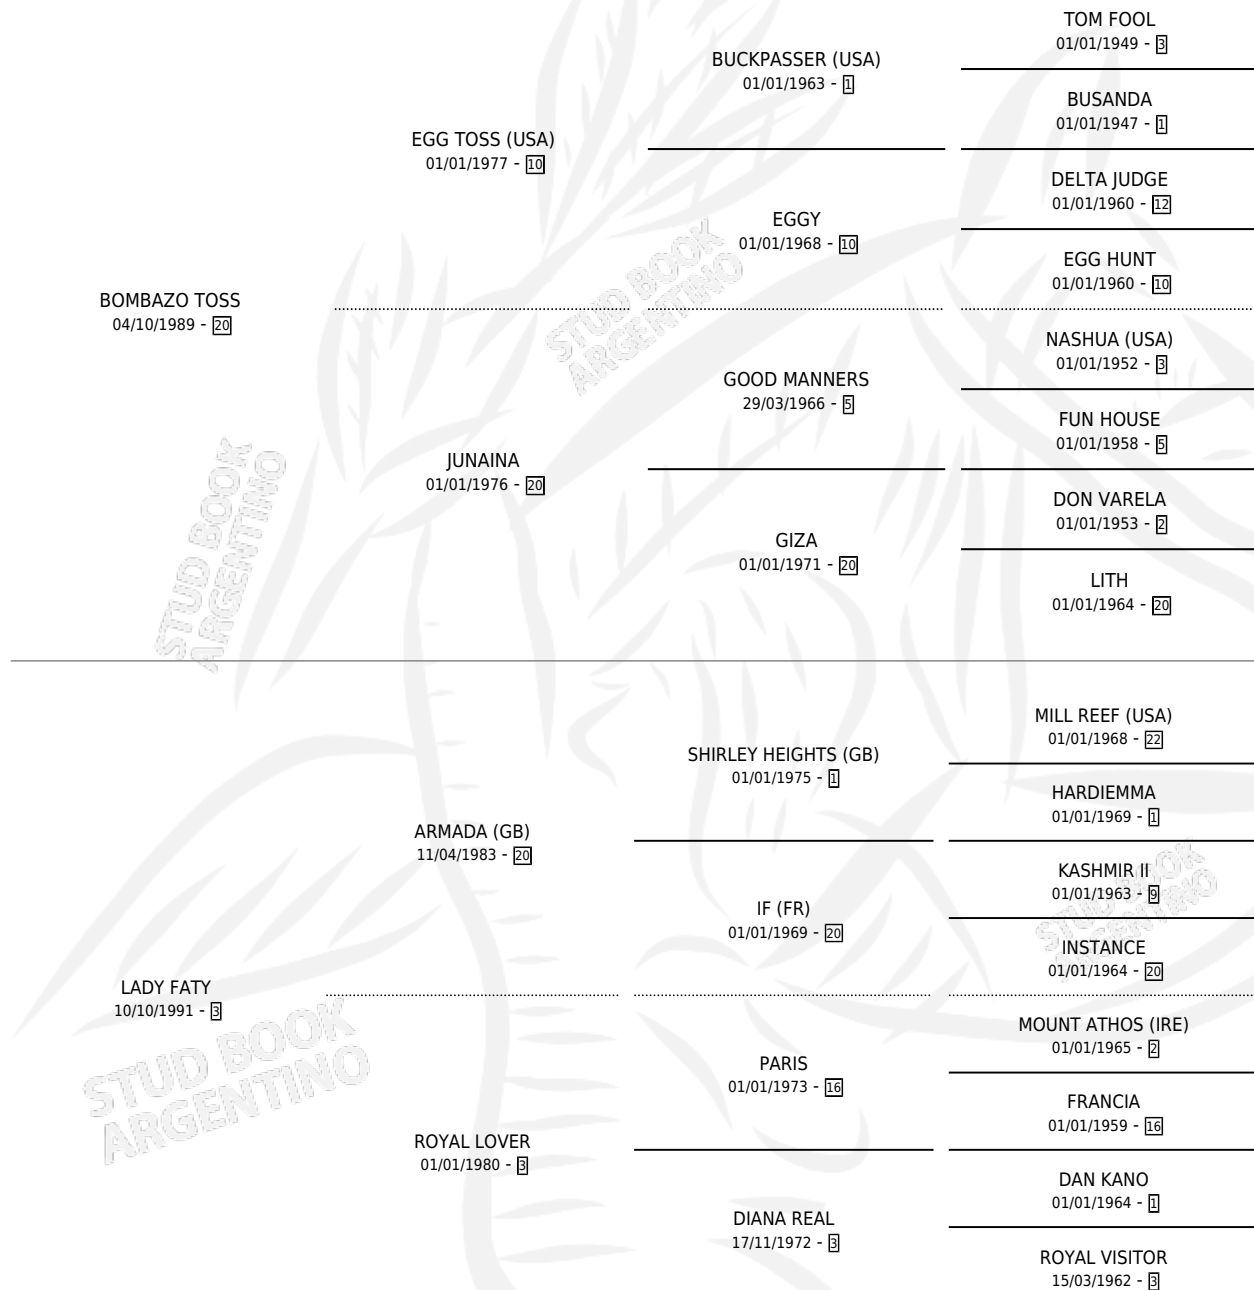 TOM FOOL
01/01/1949 - 3
BUCKPASSER (USA)
01/01/1963 - 1
BUSANDA
01/01/1947 - 1
EGG TOSS (USA)
01/01/1977 - 10
DELTA JUDGE
01/01/1960 - 12
EGGY
01/01/1968 - 10
EGG HUNT
01/01/1960 - 10
BOMBAZO TOSS
04/10/1989 - 20
NASHUA (USA)
01/01/1952 - 3
GOOD MANNERS
29/03/1966 - 5
FUN HOUSE
01/01/1958 - 5
JUNAINA
01/01/1976 - 20
DON VARELA
01/01/1953 - 2
GIZA
01/01/1971 - 20
LITH
01/01/1964 - 20
MILL REEF (USA)
01/01/1968 - 22
SHIRLEY HEIGHTS (GB)
01/01/1975 - 1
HARDIEMMA
01/01/1969 - 1
ARMADA (GB)
11/04/1983 - 20
KASHMIR II
01/01/1963 - 9
IF (FR)
01/01/1969 - 20
INSTANCE
01/01/1964 - 20
LADY FATY
10/10/1991 - 3
MOUNT ATHOS (IRE)
01/01/1965 - 2
PARIS
01/01/1973 - 16
FRANCIA
01/01/1959 - 16
ROYAL LOVER
01/01/1980 - 3
DAN KANO
01/01/1964 - 1
DIANA REAL
17/11/1972 - 3
ROYAL VISITOR
15/03/1962 - 3
STUD BOOK
ARGENTINO
STUD BOOK
ARGENTINO
STUD BOOK
ARGENTINO
STUD BOOK
ARGENTINO